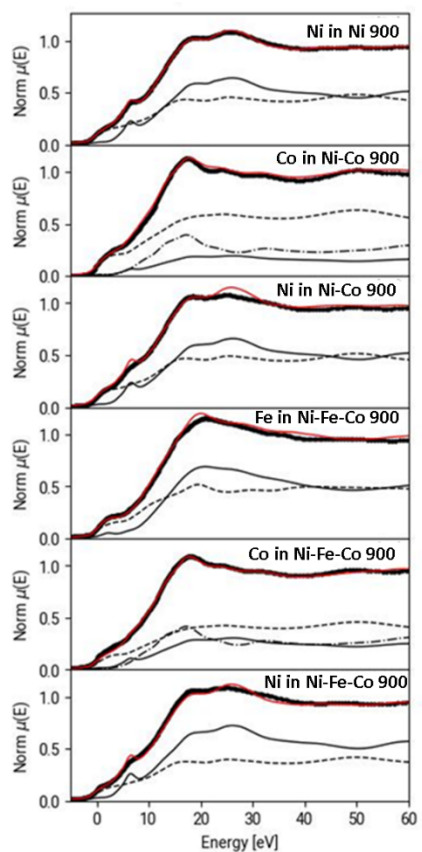 Ni in Ni 900
Norm μ(E)
1.0
0.5
0.0
Co in Ni-Co 900
Norm μ(E)
1.0
0.5
0.0
Ni in Ni-Co 900
Norm μ(E)
1.0
0.5
0.0
Fe in Ni-Fe-Co 900
Norm μ(E)
1.0
0.5
0.0
Co in Ni-Fe-Co 900
Norm μ(E)
1.0
0.5
0.0
Ni in Ni-Fe-Co 900
Norm μ(E)
1.0
0.5
0.0
0 10 20 30 40 50 60
Energy [eV]